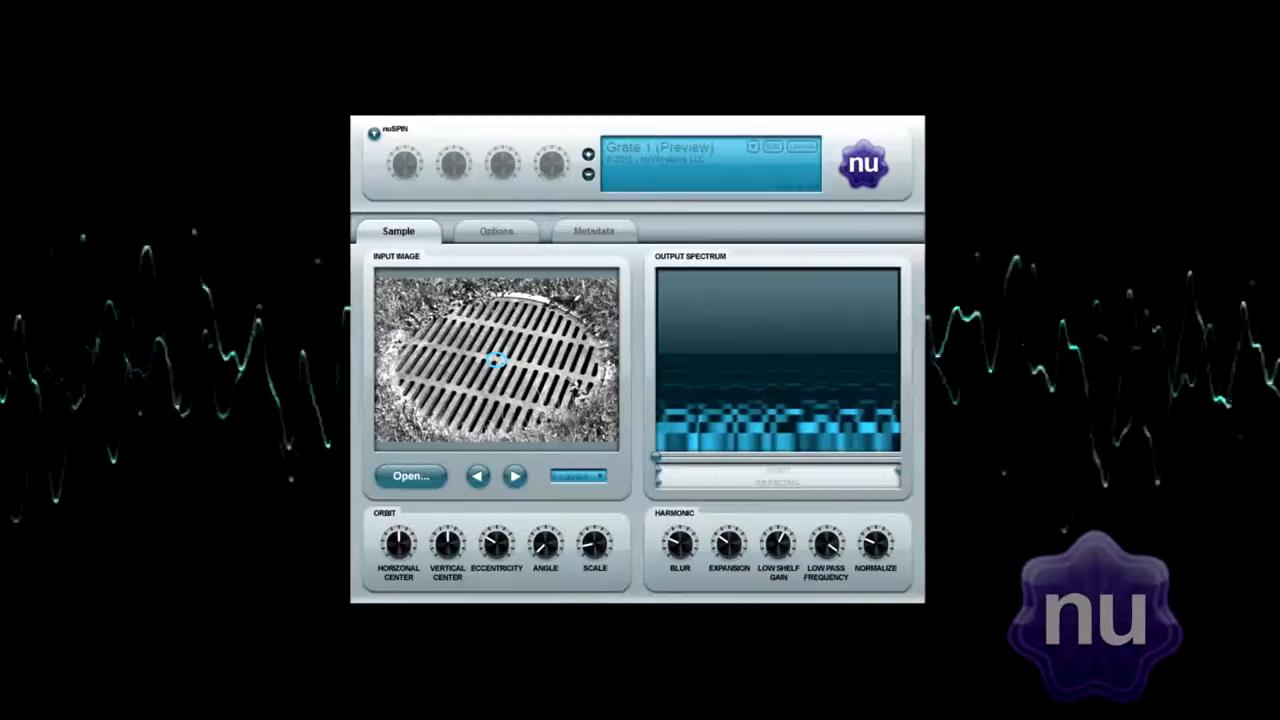 nuSPIN
Grate 1 (Preview)
nu
Sample
Options
Metadata
INPUT IMAGE
OUTPUT SPECTRUM
Open...
ORBIT
HARMONIC
HORIZONAL CENTER
VERTICAL CENTER
ECCENTRICITY
ANGLE
SCALE
BLUR
EXPANSION
LOW SHELF GAIN
LOW PASS FREQUENCY
NORMALIZE
nu